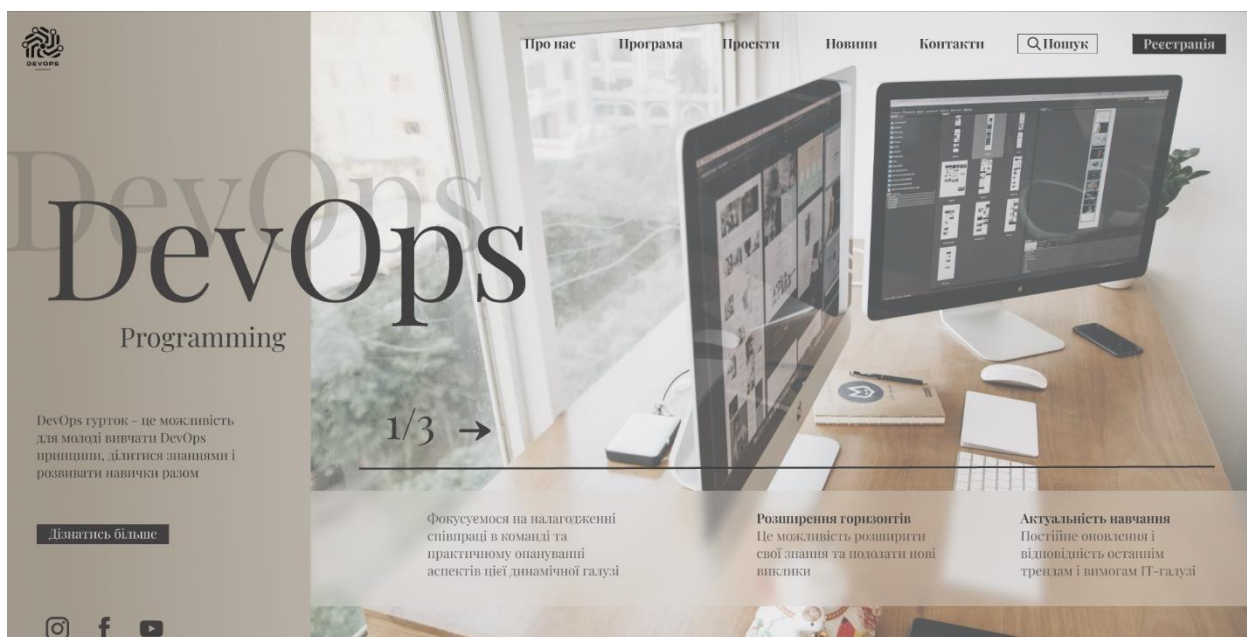 DEVOPS
Про нас
Програма
Проєкти
Новини
Контакти
Пошук
Реєстрація
DevOps
DevOps
Programming
DevOps гурток – це можливість
для молоді вивчати DevOps
принципи, ділитися знаннями і
розвивати навички разом
Дізнатись більше
1/3 →
Фокусуємося на налагодженні
співпраці в команді та
практичному опануванні
аспектів цієї динамічної галузі
Розширення горизонтів
Це можливість розширити
свої знання та подолати нові
виклики
Актуальність навчання
Постійне оновлення і
відповідність останнім
трендам і вимогам ІТ-галузі